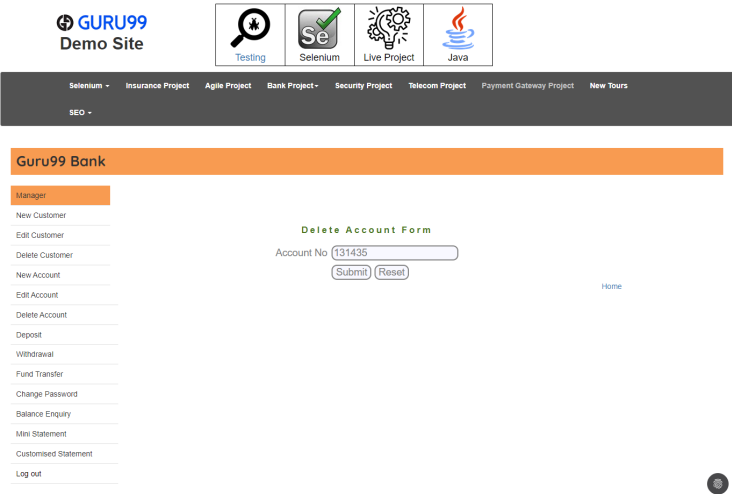 GURU99
Demo Site
Testing
Se
Selenium
Live Project
Java
Selenium
Insurance Project
Agile Project
Bank Project
Security Project
Telecom Project
Payment Gateway Project
New Tours
SEO
Guru99 Bank
Manager
New Customer
Edit Customer
Delete Customer
New Account
Edit Account
Delete Account
Deposit
Withdrawal
Fund Transfer
Change Password
Balance Enquiry
Mini Statement
Customised Statement
Log out
Delete Account Form
Account No 131435
Submit Reset
Home